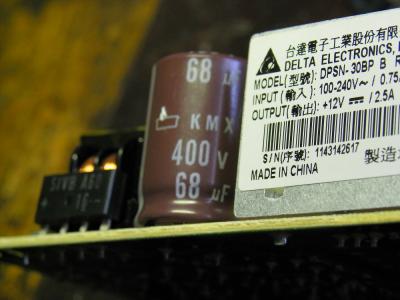 68 µ
KMX
400 V
68 µF
台達電子工業股份有限
DELTA ELECTRONICS,
MODEL(型號): DPSN-30BP B
INPUT(輸入): 100-240V~/0.75
OUTPUT(輸出): +12V ⎓ / 2.5A
S/N(序號): 1143142617
MADE IN CHINA
製造